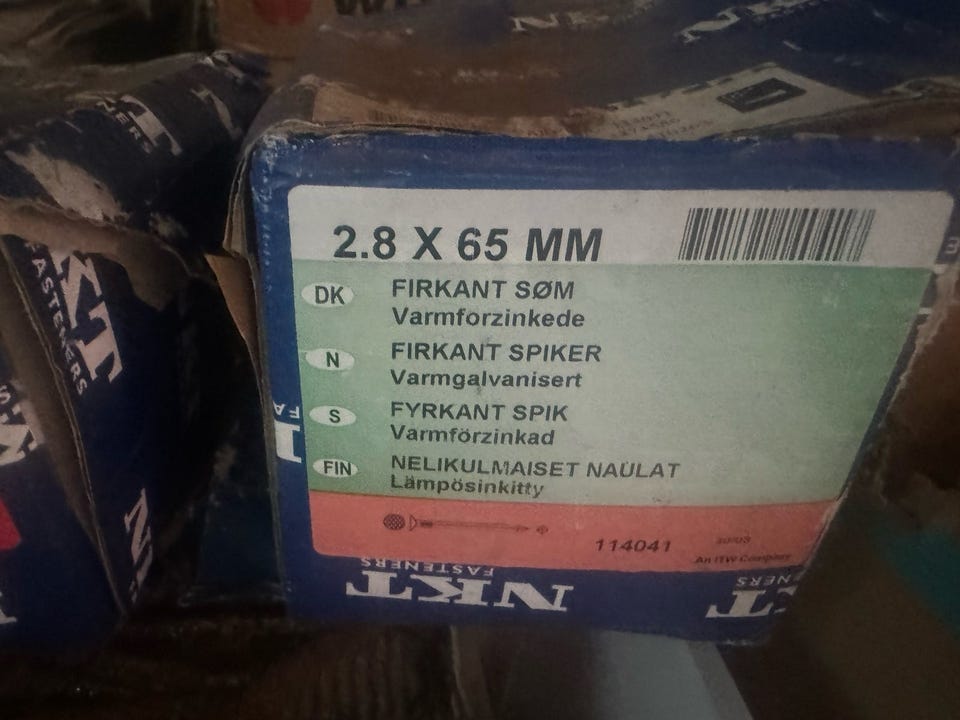 NKT
2.8 X 65 MM
DK
FIRKANT SØM
Varmforzinkede
N
FIRKANT SPIKER
Varmgalvanisert
S
FYRKANT SPIK
Varmförzinkad
FIN
NELIKULMAISET NAULAT
Lämpösinkitty
114041
An ITW Company
NKT
FASTENERS